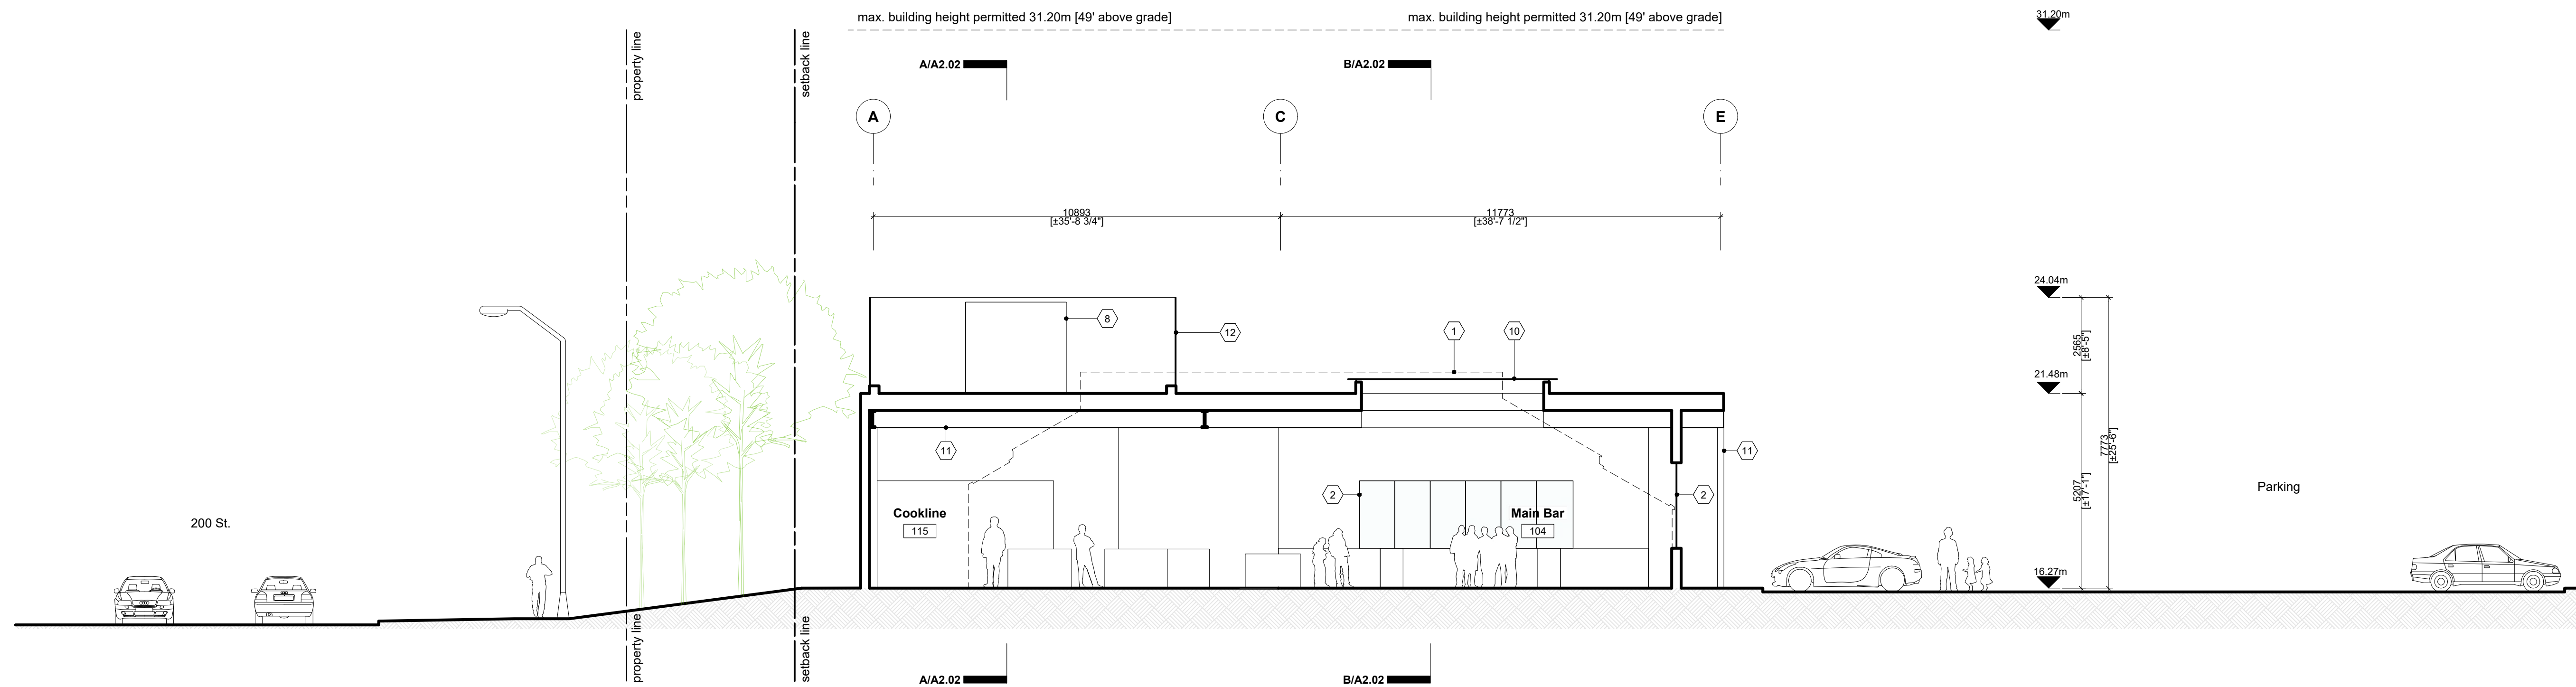 max. building height permitted 31.20m [49' above grade]
max. building height permitted 31.20m [49' above grade]
31.20m
property line
setback line
A/A2.02
B/A2.02
A
C
E
10893
[±35'-8 3/4"]
11773
[±38'-7 1/2"]
24.04m
8
12
1
10
2565
[±8'-5"]
21.48m
11
11
7773
[±25'-6"]
2
2
5207
[±17'-1"]
Parking
Cookline
115
Main Bar
104
200 St.
16.27m
property line
setback line
A/A2.02
B/A2.02